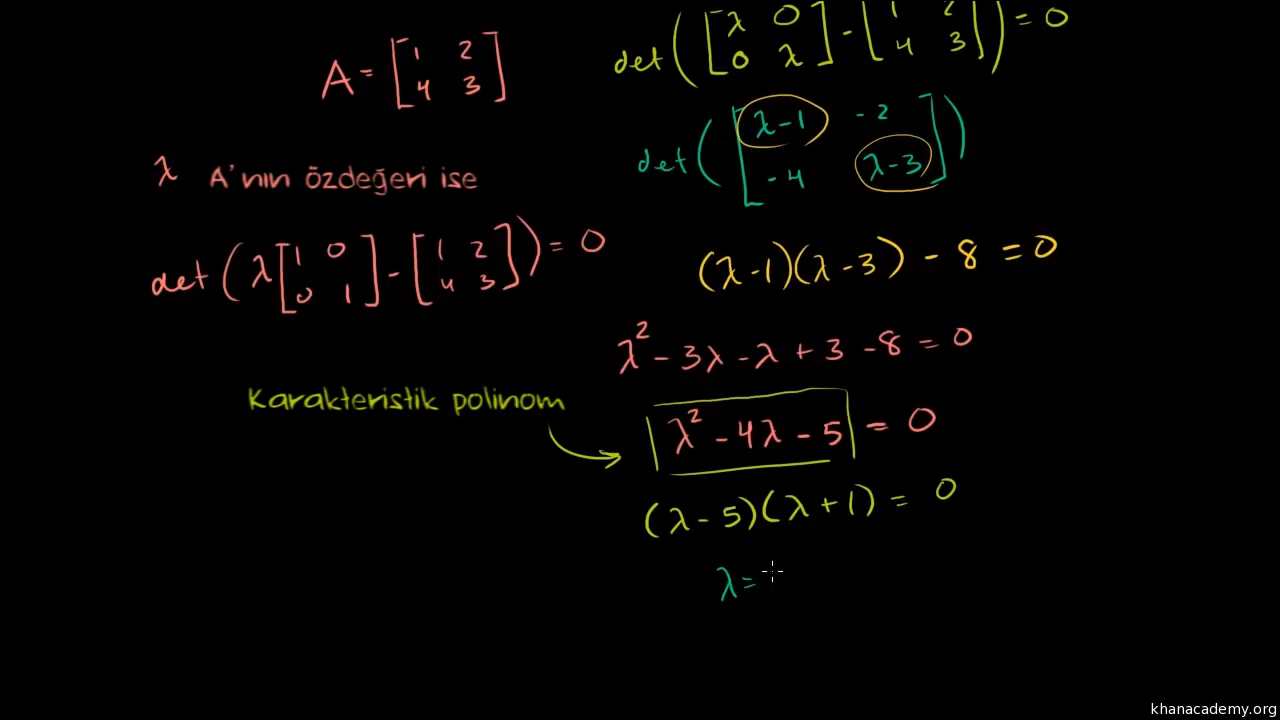 A = [1 2; 4 3]
λ A'nın özdeğeri ise
det(λ[1 0; 0 1] - [1 2; 4 3]) = 0
Karakteristik polinom
det([λ 0; 0 λ] - [1 2; 4 3]) = 0
det([λ-1 -2; -4 λ-3])
(λ-1)(λ-3) - 8 = 0
λ² - 3λ - λ + 3 - 8 = 0
λ² - 4λ - 5 = 0
(λ - 5)(λ + 1) = 0
λ =
khanacademy.org